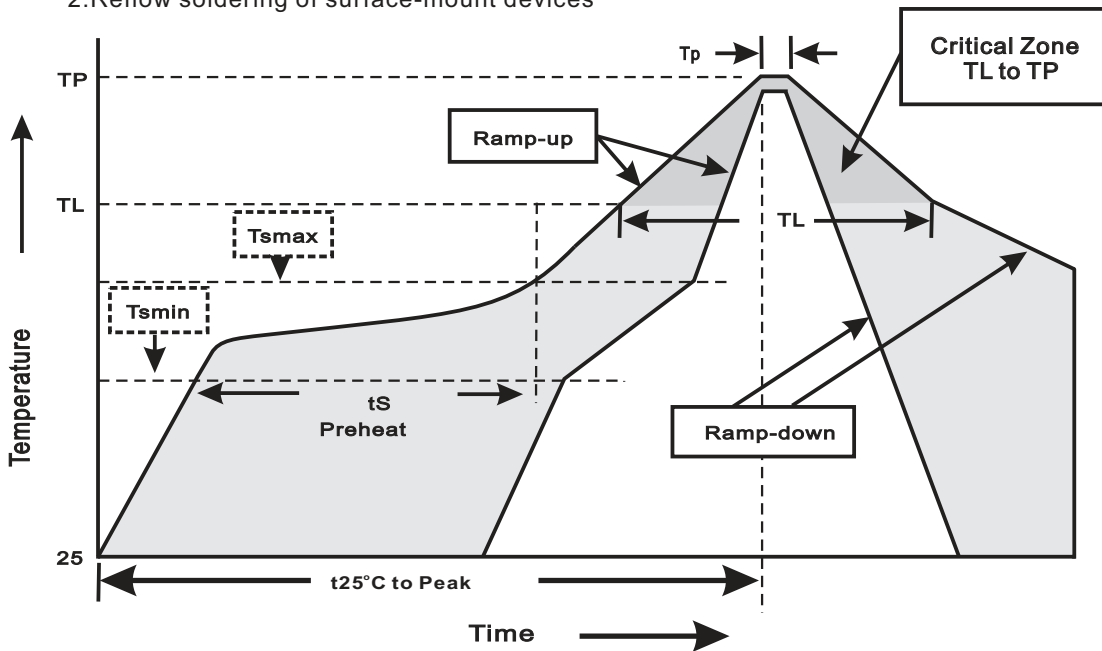 2.Reflow soldering of surface-mount devices
Tp
Critical Zone
TL to TP
TP
Ramp-up
TL
TL
Tsmax
Tsmin
tS
Preheat
Ramp-down
Temperature
25
t25°C to Peak
Time